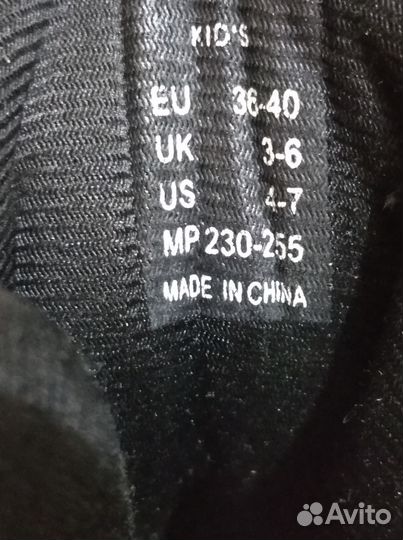 KID'S
EU 36-40
UK 3-6
US 4-7
MP 230-255
MADE IN CHINA
Avito